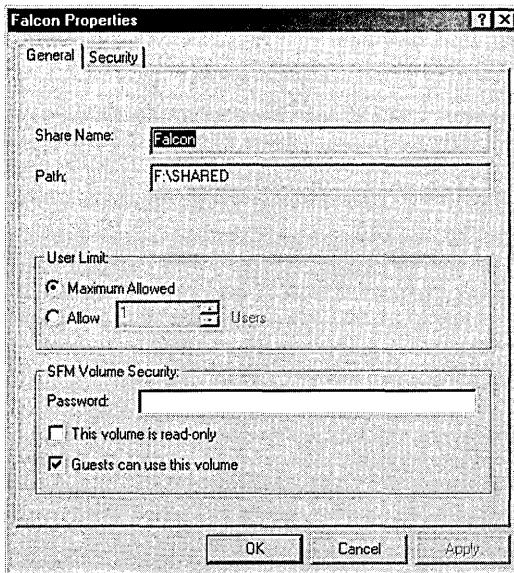 Falcon Properties
General Security
Share Name: Falcon
Path: F:\SHARED
User Limit:
Maximum Allowed
Allow 1 Users
SFM Volume Security:
Password:
This volume is read-only
Guests can use this volume
OK Cancel Apply